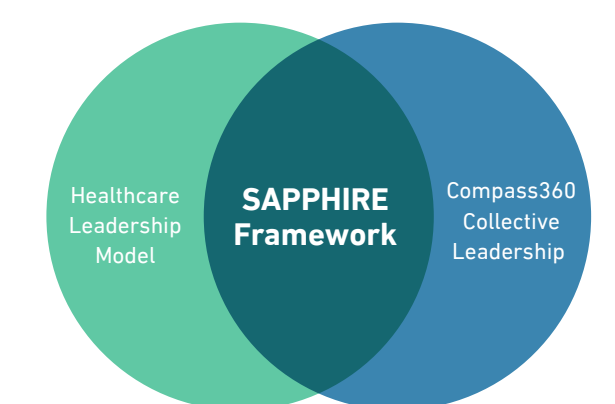 Healthcare
Leadership
Model
SAPPHIRE
Framework
Compass360
Collective
Leadership